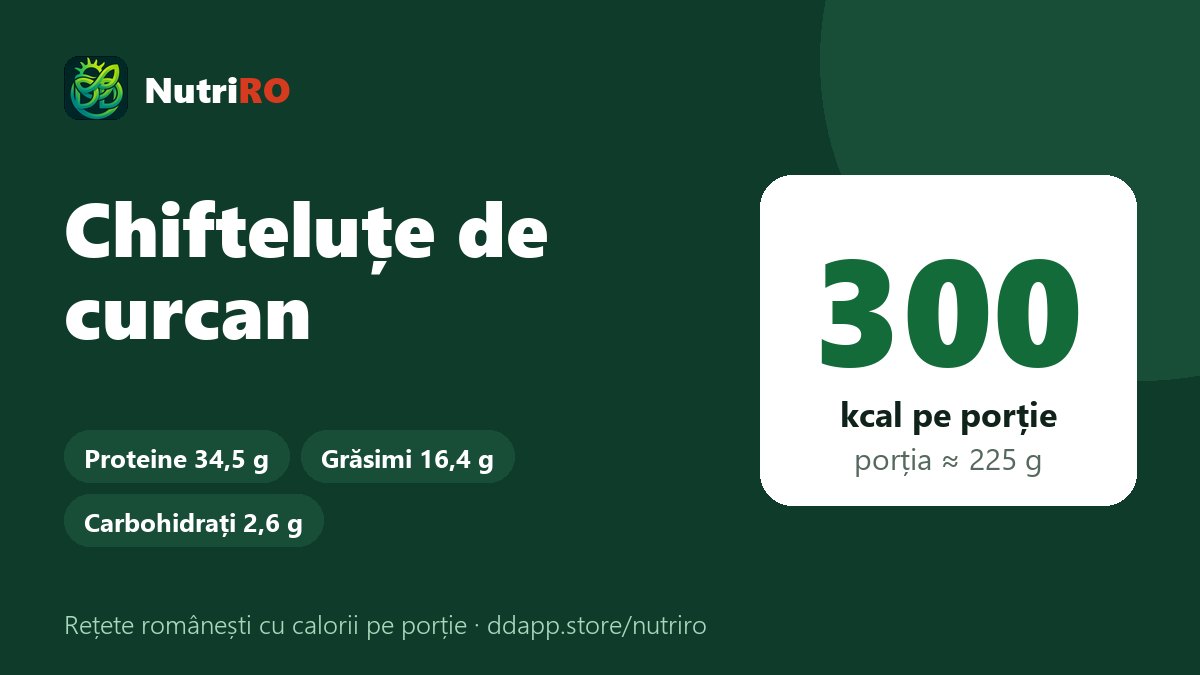 NutriRO
Chifteluțe de
curcan
Proteine 34,5 g
Grăsimi 16,4 g
Carbohidrați 2,6 g
300
kcal pe porție
porția ≈ 225 g
Rețete românești cu calorii pe porție · ddapp.store/nutriro